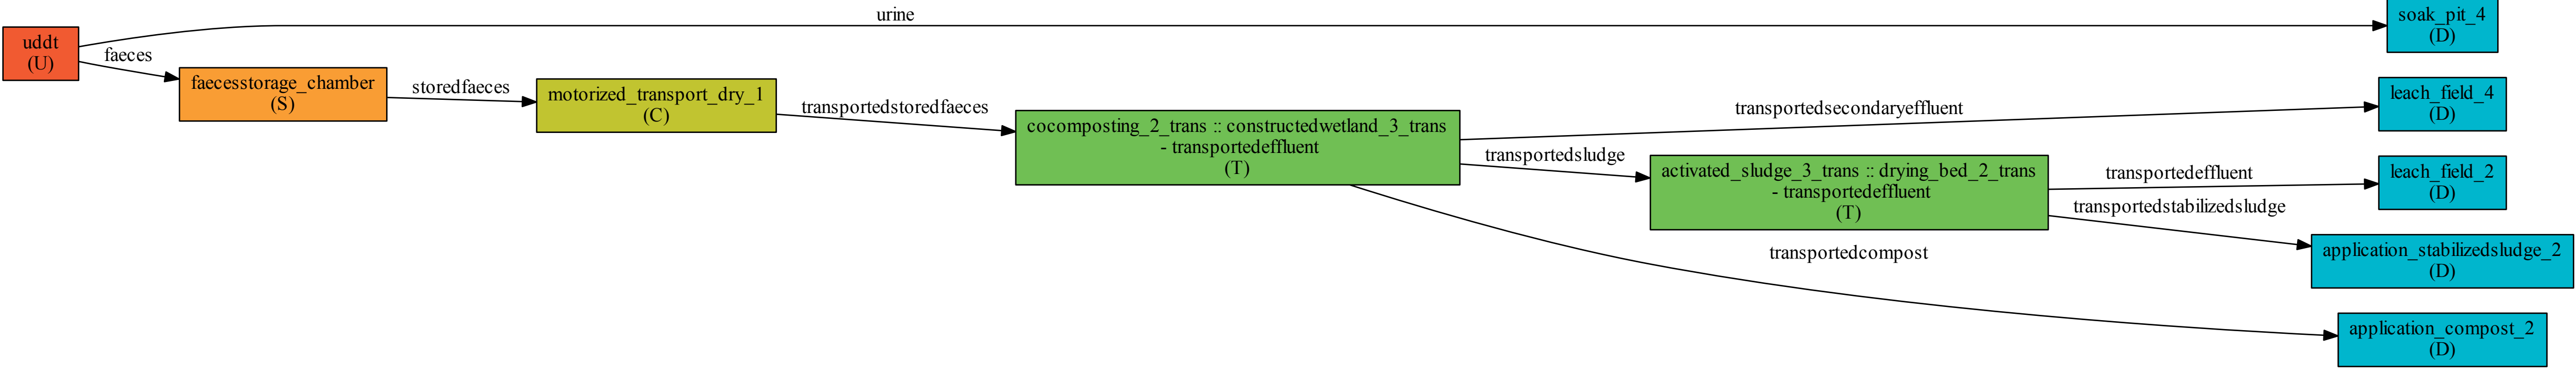 uddt
(U)
urine
faeces
faecesstorage_chamber
(S)
storedfaeces
motorized_transport_dry_1
(C)
transportedstoredfaeces
cocomposting_2_trans :: constructedwetland_3_trans
- transportedeffluent
(T)
transportedsecondaryeffluent
transportedsludge
transportedcompost
activated_sludge_3_trans :: drying_bed_2_trans
- transportedeffluent
(T)
transportedeffluent
transportedstabilizedsludge
soak_pit_4
(D)
leach_field_4
(D)
leach_field_2
(D)
application_stabilizedsludge_2
(D)
application_compost_2
(D)